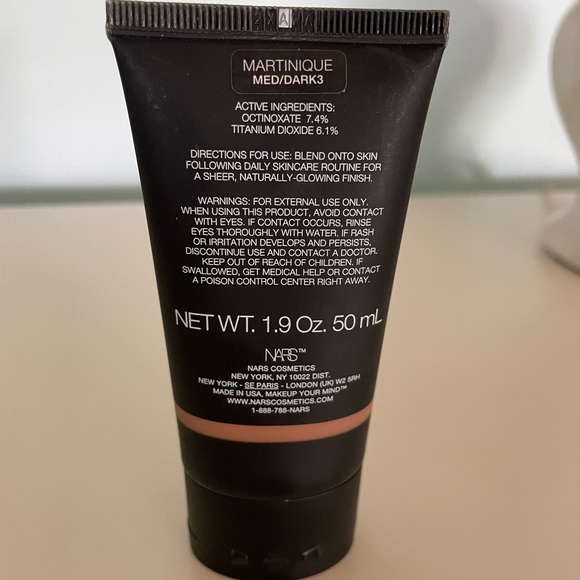 MARTINIQUE
MED/DARK3
ACTIVE INGREDIENTS:
OCTINOXATE 7.4%
TITANIUM DIOXIDE 6.1%
DIRECTIONS FOR USE: BLEND ONTO SKIN
FOLLOWING DAILY SKINCARE ROUTINE FOR
A SHEER, NATURALLY-GLOWING FINISH.
WARNINGS: FOR EXTERNAL USE ONLY.
WHEN USING THIS PRODUCT, AVOID CONTACT
WITH EYES. IF CONTACT OCCURS, RINSE
EYES THOROUGHLY WITH WATER. IF RASH
OR IRRITATION DEVELOPS AND PERSISTS,
DISCONTINUE USE AND CONTACT A DOCTOR.
KEEP OUT OF REACH OF CHILDREN. IF
SWALLOWED, GET MEDICAL HELP OR CONTACT
A POISON CONTROL CENTER RIGHT AWAY.
NET WT. 1.9 Oz. 50 mL
NARS™
NARS COSMETICS
NEW YORK, NY 10022 DIST.
NEW YORK - SE PARIS - LONDON (UK) W2 5RH
MADE IN USA, MAKEUP YOUR MIND™
WWW.NARSCOSMETICS.COM
1-888-788-NARS